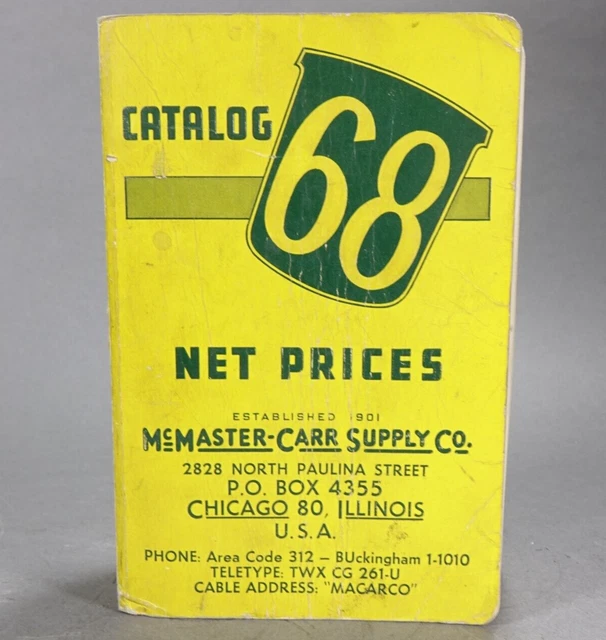 CATALOG 68
NET PRICES
ESTABLISHED 1901
McMASTER-CARR SUPPLY CO.
2828 NORTH PAULINA STREET
P.O. BOX 4355
CHICAGO 80, ILLINOIS
U.S.A.
PHONE: Area Code 312 – BUckingham 1-1010
TELETYPE: TWX CG 261-U
CABLE ADDRESS: "MACARCO"